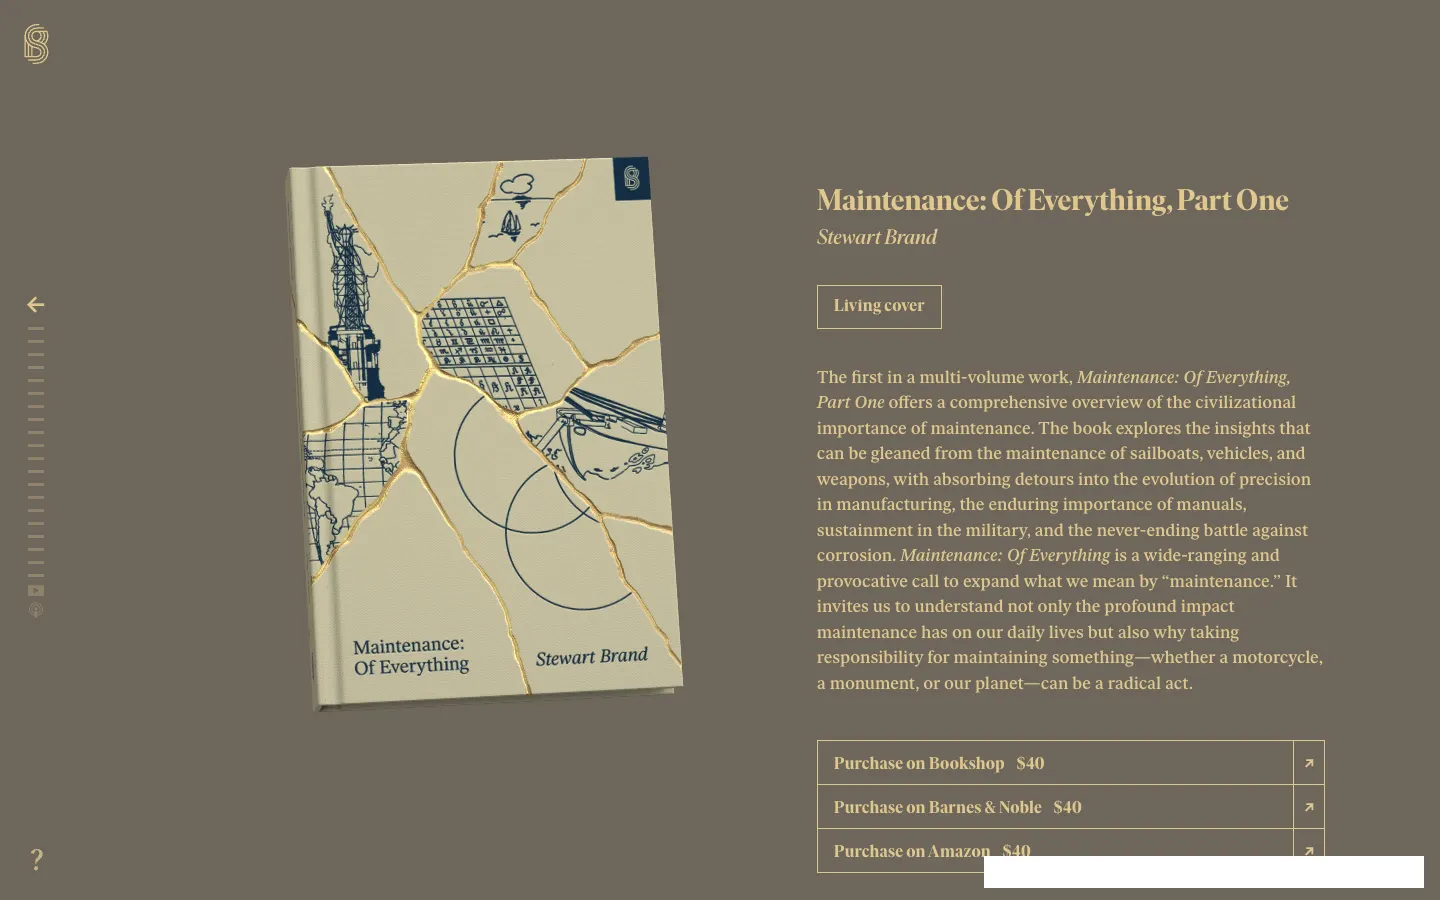 Maintenance: Of Everything, Part One
Stewart Brand
Living cover
The first in a multi-volume work, Maintenance: Of Everything,
Part One offers a comprehensive overview of the civilizational
importance of maintenance. The book explores the insights that
can be gleaned from the maintenance of sailboats, vehicles, and
weapons, with absorbing detours into the evolution of precision
in manufacturing, the enduring importance of manuals,
sustainment in the military, and the never-ending battle against
corrosion. Maintenance: Of Everything is a wide-ranging and
provocative call to expand what we mean by “maintenance.” It
invites us to understand not only the profound impact
maintenance has on our daily lives but also why taking
responsibility for maintaining something—whether a motorcycle,
a monument, or our planet—can be a radical act.
Maintenance:
Of Everything
Stewart Brand
Purchase on Bookshop $40
Purchase on Barnes & Noble $40
Purchase on Amazon $40
?